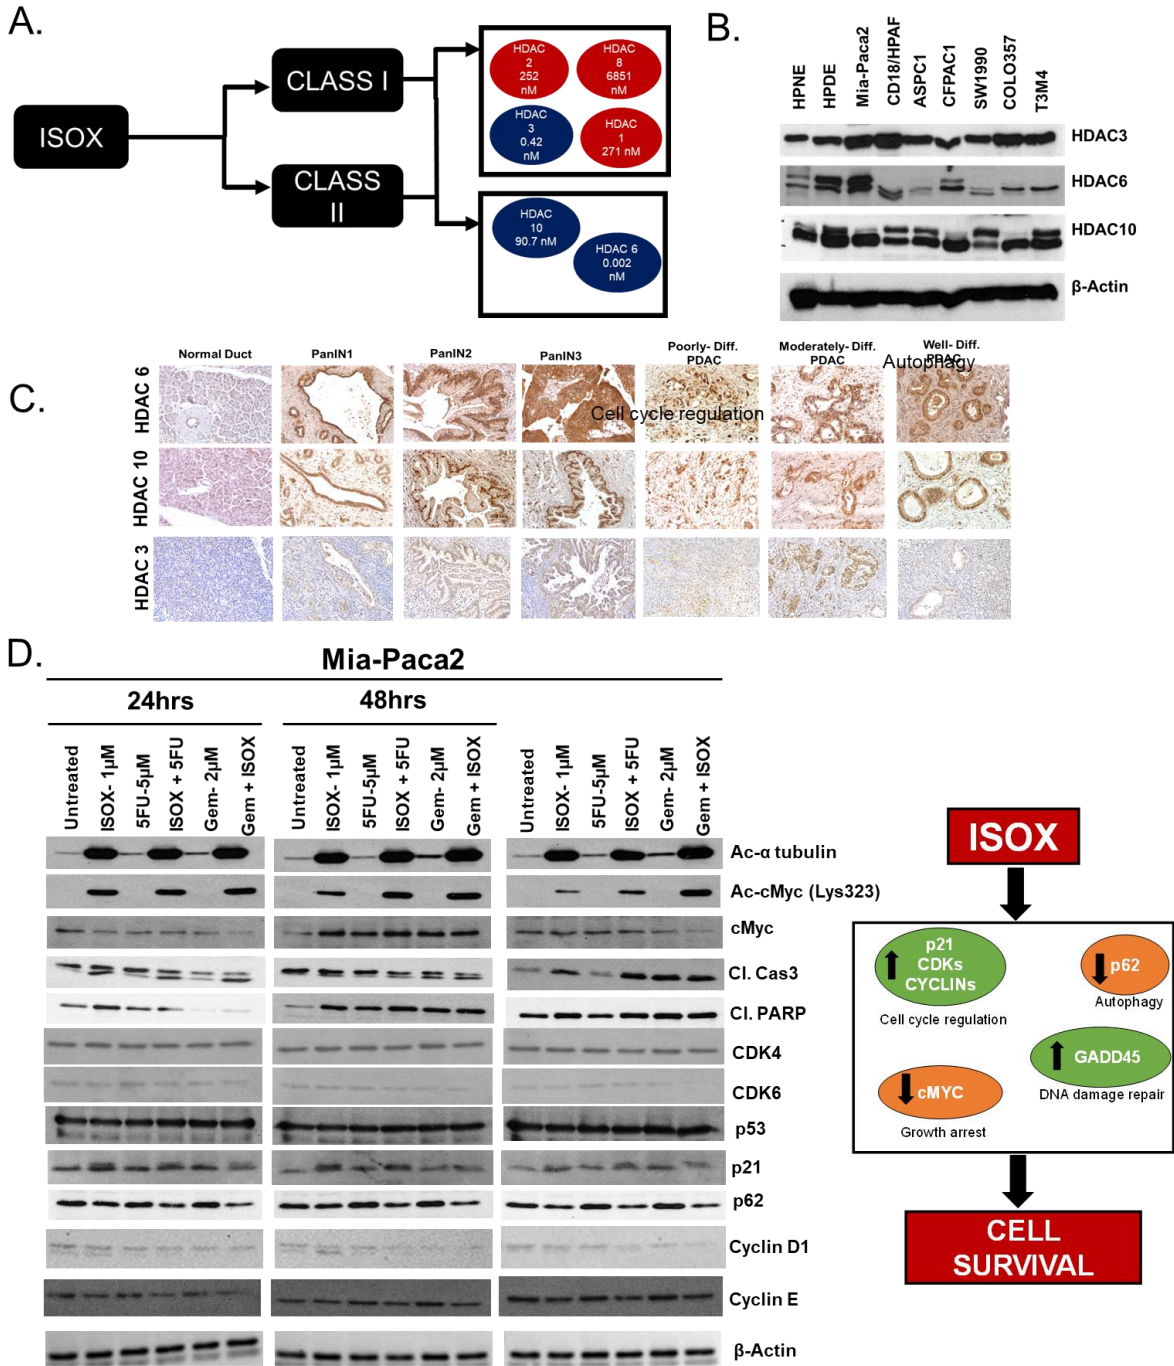 A.
ISOX
CLASS I
CLASS
II
HDAC
2
252
nM
HDAC
8
6851
nM
HDAC
3
0.42
nM
HDAC
1
271 nM
HDAC
10
90.7 nM
HDAC 6
0.002
nM
B.
HPNE
HPDE
Mia-Paca2
CD18/HPAF
ASPC1
CFPAC1
SW1990
COLO357
T3M4
HDAC3
HDAC6
HDAC10
β-Actin
C.
Normal Duct
PanIN1
PanIN2
PanIN3
Poorly- Diff.
PDAC
Moderately- Diff.
PDAC
Well- Diff.
PDAC
Autophagy
Cell cycle regulation
HDAC 6
HDAC 10
HDAC 3
D.
Mia-Paca2
24hrs
48hrs
Untreated
ISOX- 1µM
5FU-5µM
ISOX + 5FU
Gem- 2µM
Gem + ISOX
Untreated
ISOX- 1µM
5FU-5µM
ISOX + 5FU
Gem- 2µM
Gem + ISOX
Untreated
ISOX- 1µM
5FU-5µM
ISOX + 5FU
Gem- 2µM
Gem + ISOX
Ac-α tubulin
Ac-cMyc (Lys323)
cMyc
Cl. Cas3
Cl. PARP
CDK4
CDK6
p53
p21
p62
Cyclin D1
Cyclin E
β-Actin
ISOX
p21
CDKs
CYCLINs
Cell cycle regulation
p62
Autophagy
GADD45
DNA damage repair
cMYC
Growth arrest
CELL
SURVIVAL